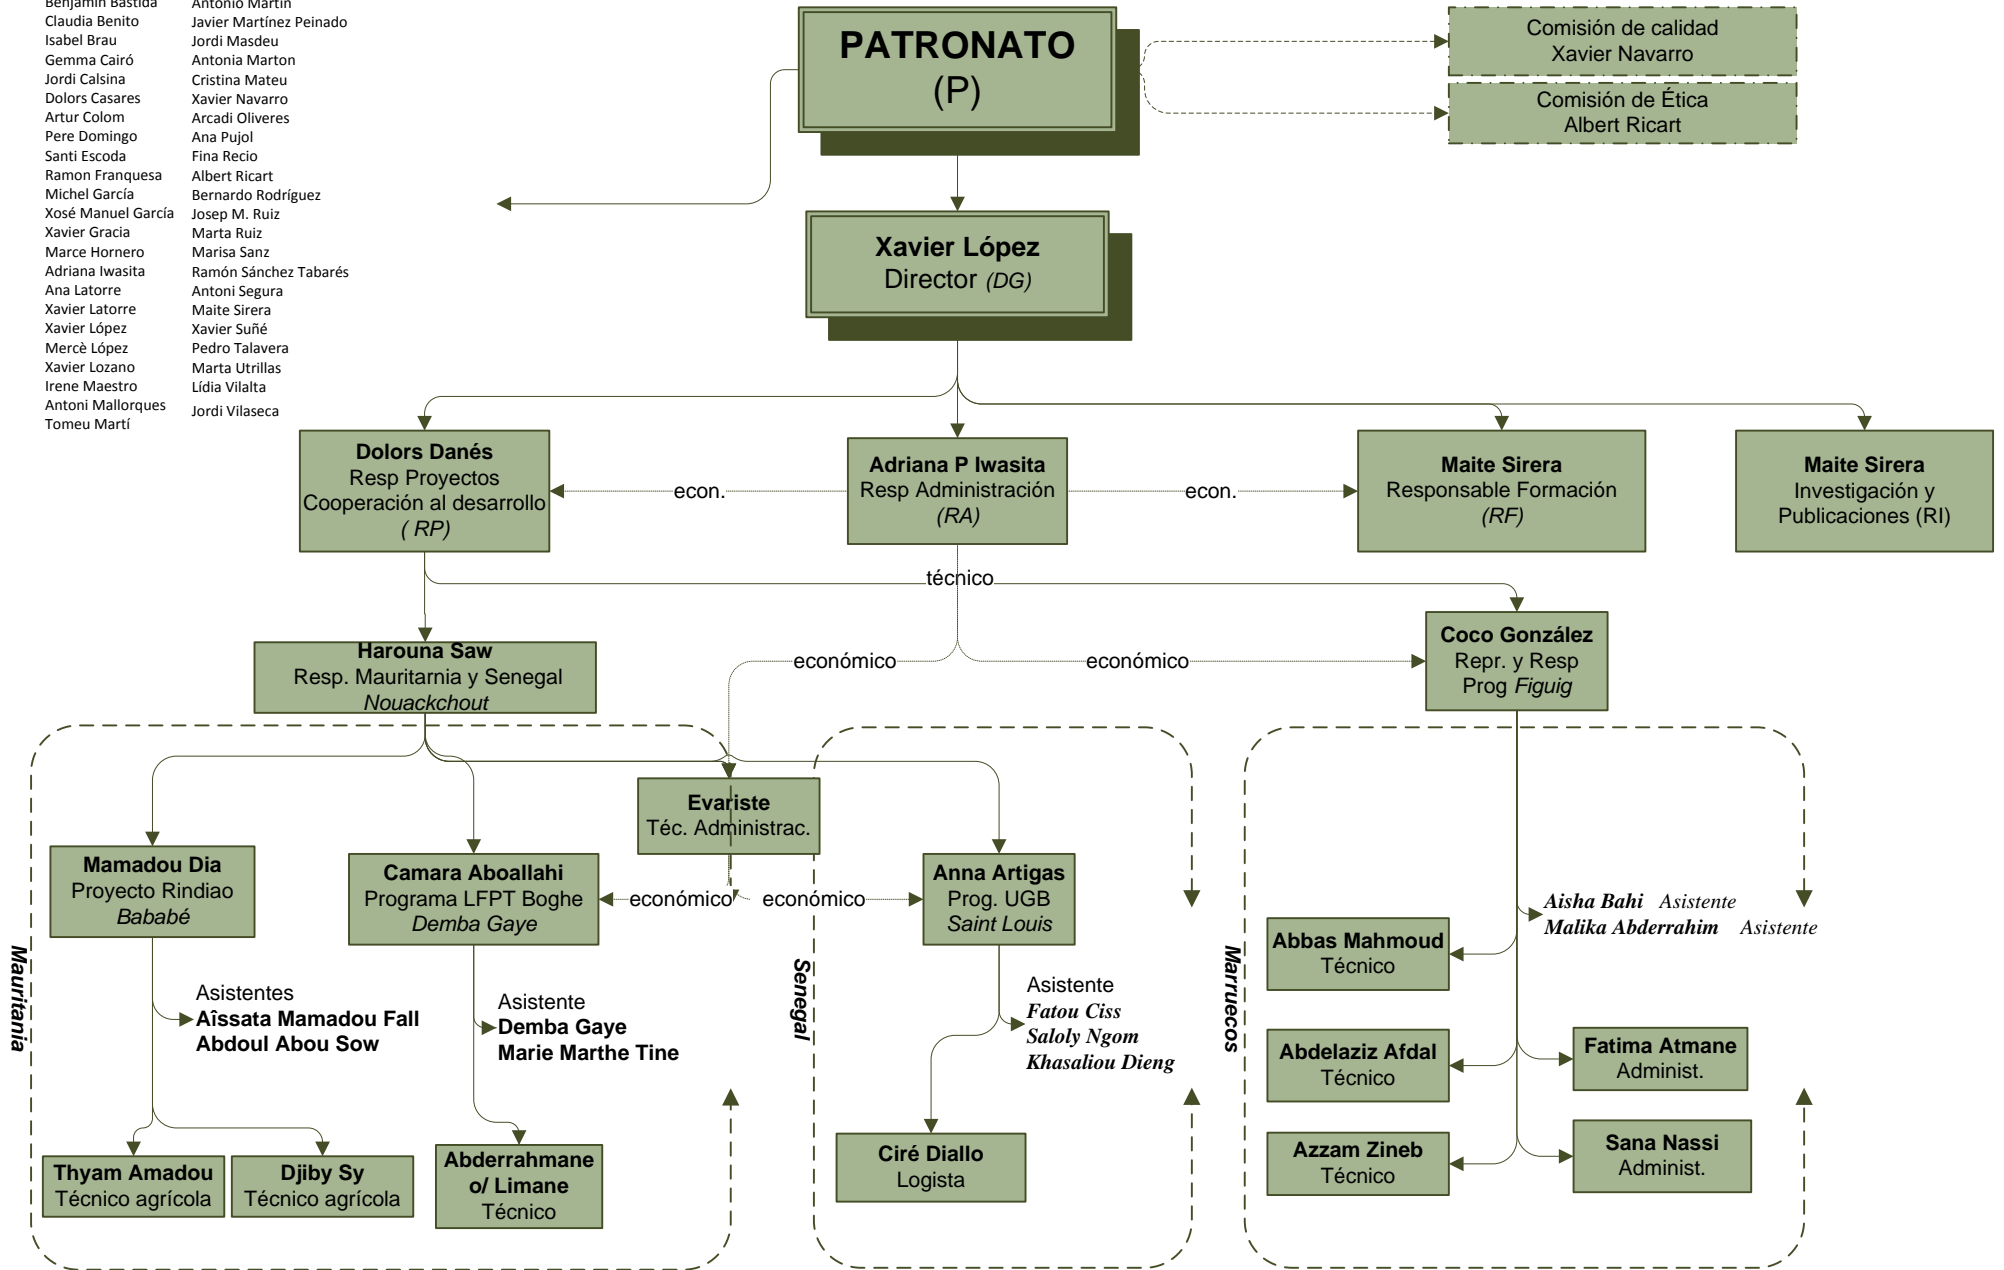 Benjamín Bastida
Claudia Benito
Isabel Brau
Gemma Cairó
Jordi Calsina
Dolors Casares
Artur Colom
Pere Domingo
Santi Escoda
Ramon Franquesa
Michel García
Xosé Manuel García
Xavier Gracia
Marce Hornero
Adriana Iwasita
Ana Latorre
Xavier Latorre
Xavier López
Mercè López
Xavier Lozano
Irene Maestro
Antoni Mallorques
Tomeu Martí
Antonio Martín
Javier Martínez Peinado
Jordi Masdeu
Antonia Marton
Cristina Mateu
Xavier Navarro
Arcadi Oliveres
Ana Pujol
Fina Recio
Albert Ricart
Bernardo Rodríguez
Josep M. Ruiz
Marta Ruiz
Marisa Sanz
Ramón Sánchez Tabarés
Antoni Segura
Maite Sirera
Xavier Suñé
Pedro Talavera
Marta Utrillas
Lídia Vilalta
Jordi Vilaseca
PATRONATO
(P)
Comisión de calidad
Xavier Navarro
Comisión de Ética
Albert Ricart
Xavier López
Director (DG)
Dolors Danés
Resp Proyectos
Cooperación al desarrollo
( RP)
econ.
Adriana P Iwasita
Resp Administración
(RA)
econ.
Maite Sirera
Responsable Formación
(RF)
Maite Sirera
Investigación y
Publicaciones (RI)
técnico
Harouna Saw
Resp. Mauritarnia y Senegal
Nouackchout
económico
económico
Coco González
Repr. y Resp
Prog Figuig
Mauritania
Evariste
Téc. Administrac.
Mamadou Dia
Proyecto Rindiao
Bababé
Camara Aboallahi
Programa LFPT Boghe
Demba Gaye
económico
económico
Anna Artigas
Prog. UGB
Saint Louis
Asistentes
Aîssata Mamadou Fall
Abdoul Abou Sow
Asistente
Demba Gaye
Marie Marthe Tine
Thyam Amadou
Técnico agrícola
Djiby Sy
Técnico agrícola
Abderrahmane
o/ Limane
Técnico
Senegal
Asistente
Fatou Ciss
Saloly Ngom
Khasaliou Dieng
Ciré Diallo
Logista
Marruecos
Aisha Bahi Asistente
Malika Abderrahim Asistente
Abbas Mahmoud
Técnico
Abdelaziz Afdal
Técnico
Fatima Atmane
Administ.
Azzam Zineb
Técnico
Sana Nassi
Administ.